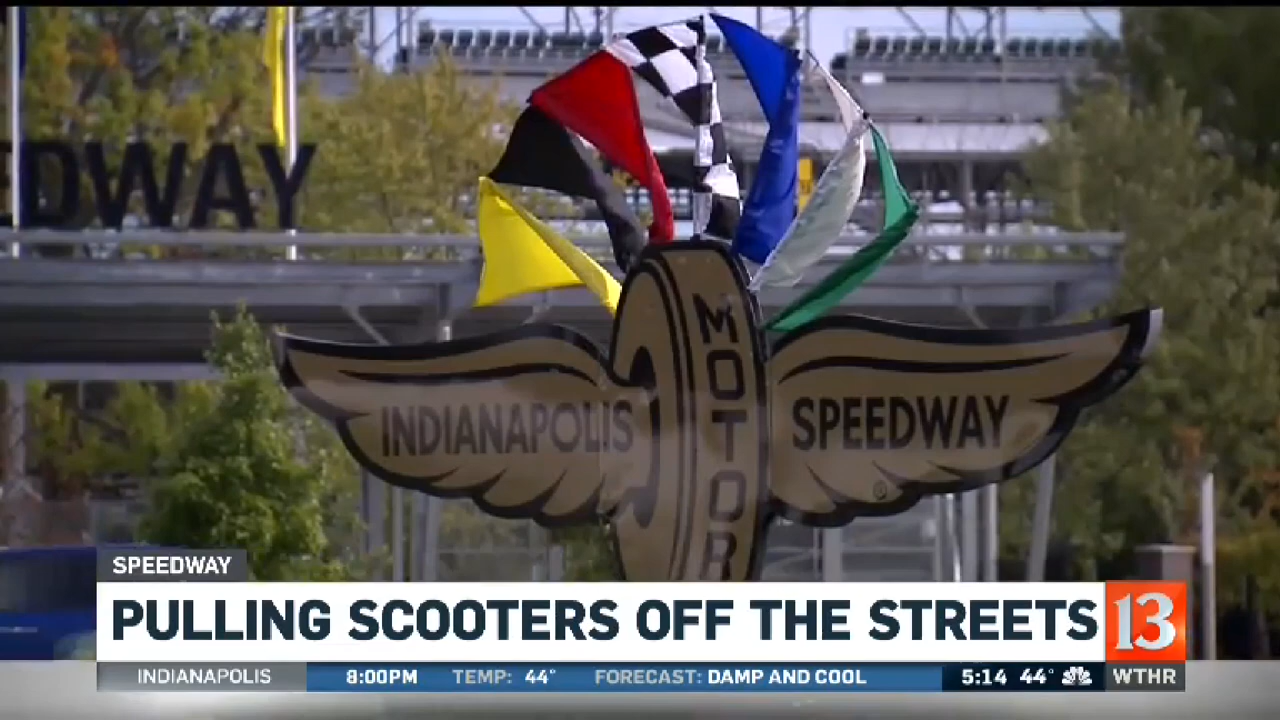 EDWAY
INDIANAPOLIS
MOTOR
SPEEDWAY
®
SPEEDWAY
PULLING SCOOTERS OFF THE STREETS
13
INDIANAPOLIS 8:00PM TEMP: 44° FORECAST: DAMP AND COOL 5:14 44° WTHR